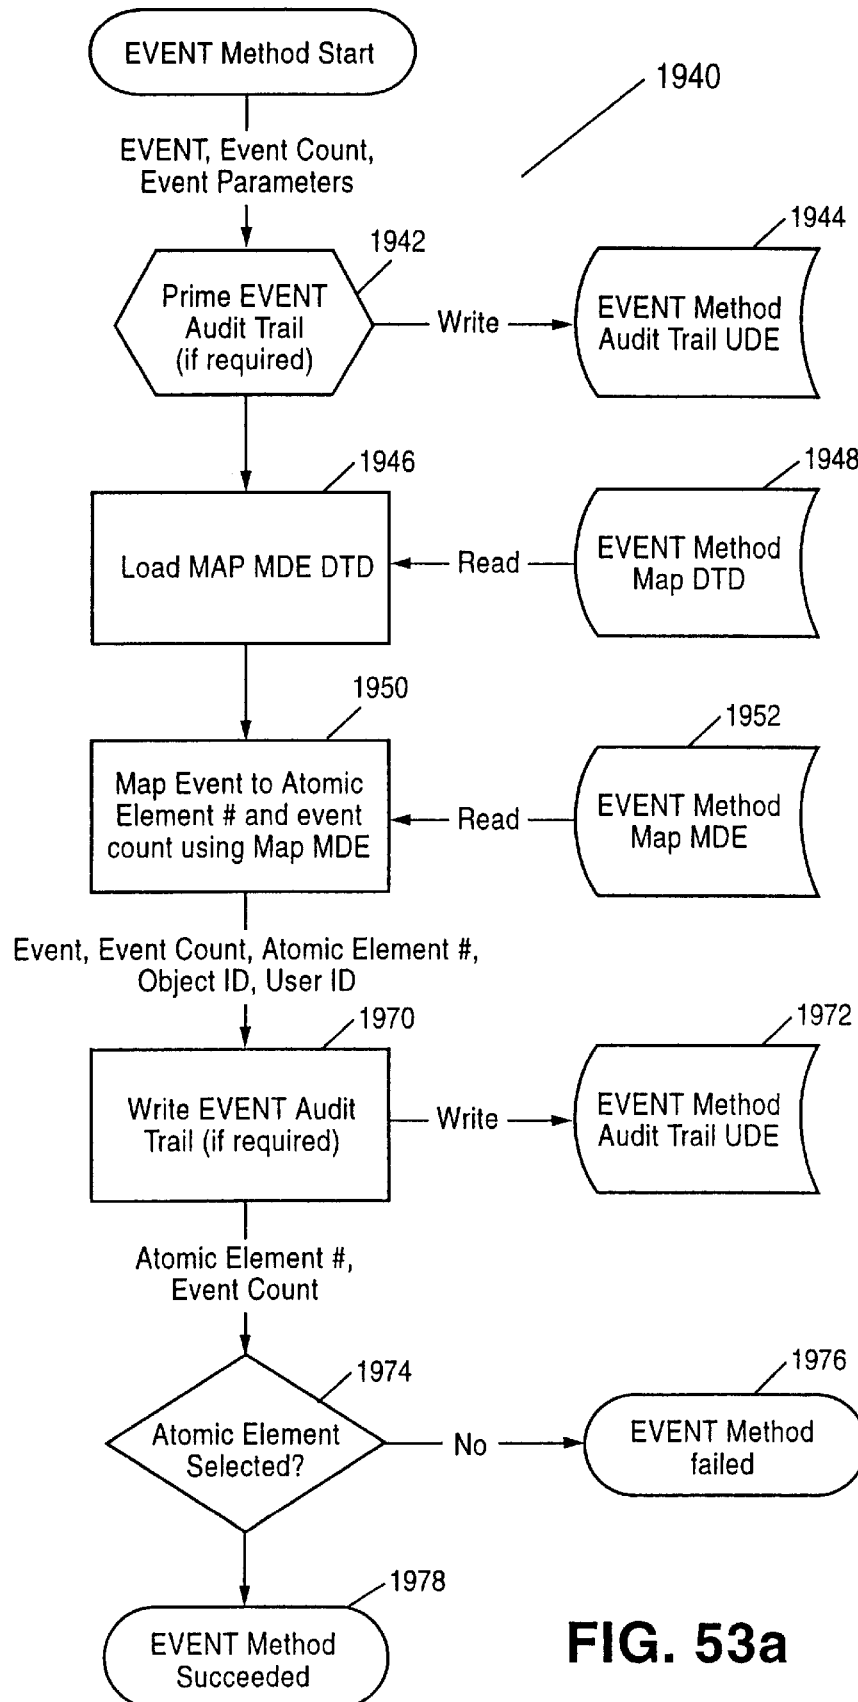 EVENT Method Start
1940
EVENT, Event Count,
Event Parameters
1942
Prime EVENT
Audit Trail
(if required)
Write
1944
EVENT Method
Audit Trail UDE
1946
Load MAP MDE DTD
Read
1948
EVENT Method
Map DTD
1950
Map Event to Atomic
Element # and event
count using Map MDE
Read
1952
EVENT Method
Map MDE
Event, Event Count, Atomic Element #,
Object ID, User ID
1970
Write EVENT Audit
Trail (if required)
Write
1972
EVENT Method
Audit Trail UDE
Atomic Element #,
Event Count
1974
Atomic Element
Selected?
No
1976
EVENT Method
failed
1978
EVENT Method
Succeeded
FIG. 53a